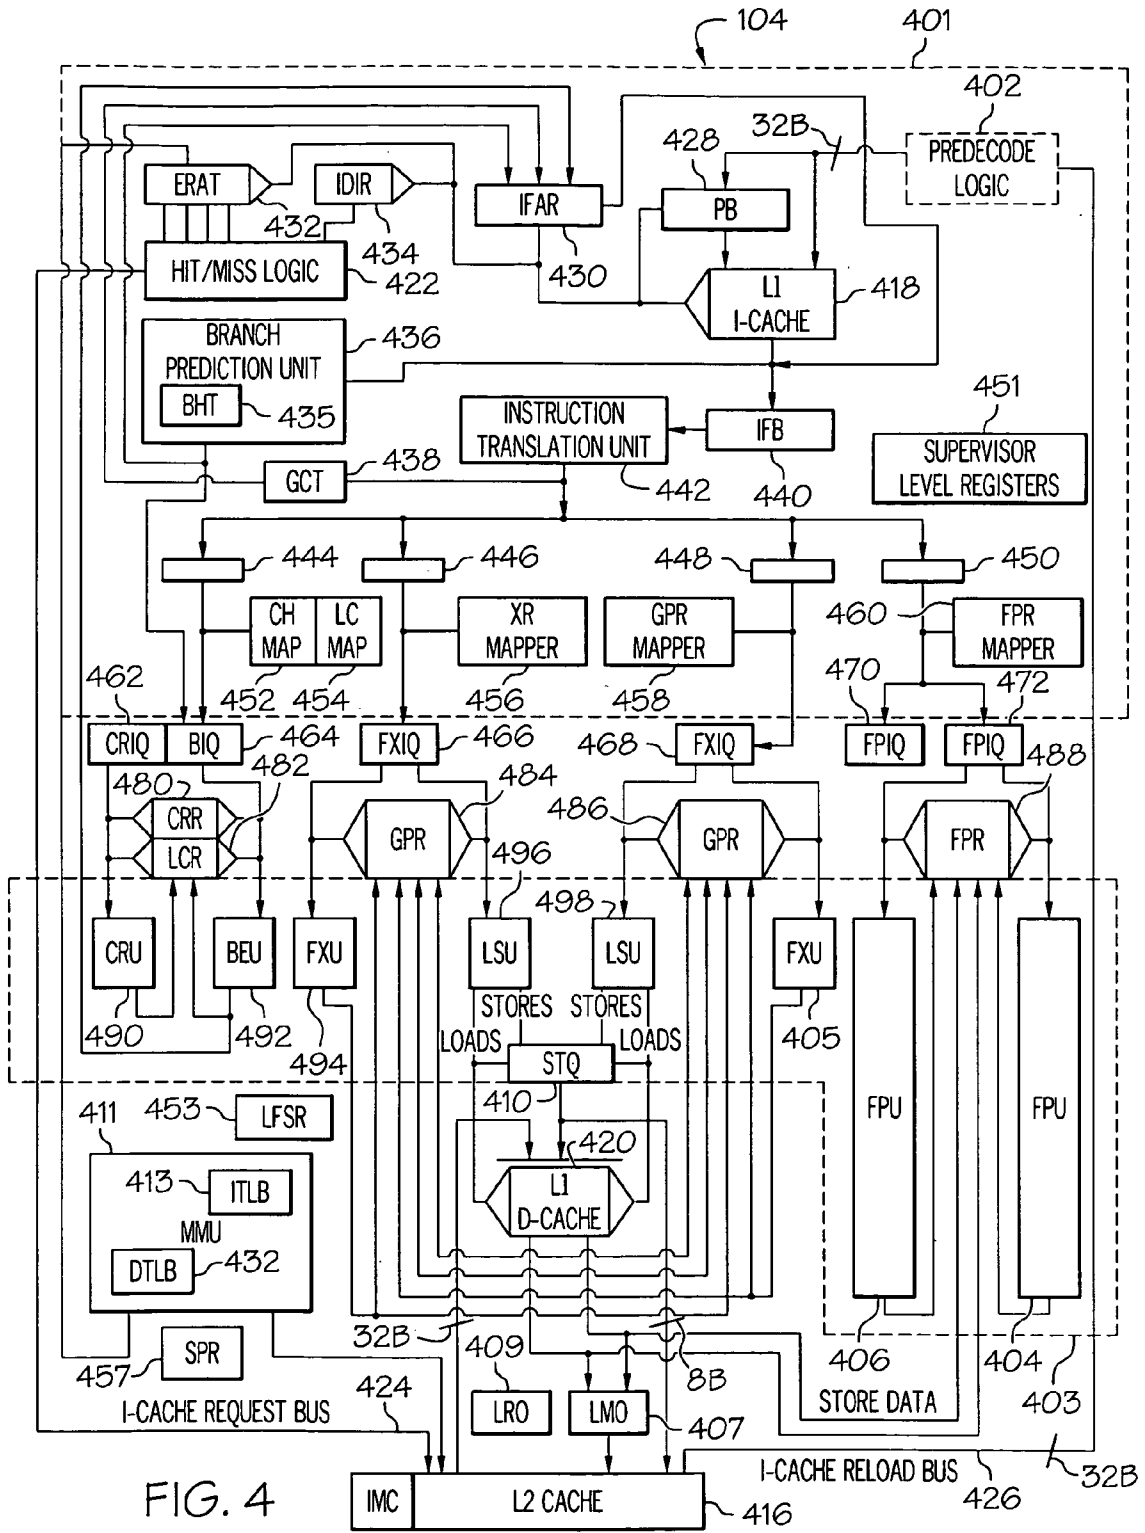 104
401
402
32B
PREDECODE
LOGIC
428
PB
ERAT
432
IDIR
434
IFAR
430
HIT/MISS LOGIC
422
L1
I-CACHE
418
BRANCH
PREDICTION UNIT
436
BHT
435
INSTRUCTION
TRANSLATION UNIT
442
IFB
440
451
SUPERVISOR
LEVEL REGISTERS
GCT
438
444
446
448
450
CH
MAP
LC
MAP
452
454
XR
MAPPER
456
GPR
MAPPER
458
460
FPR
MAPPER
462
CRIQ
BIQ
464
FXIQ
466
468
FXIQ
470
FPIQ
472
FPIQ
480
482
CRR
LCR
484
GPR
486
GPR
FPR
488
496
498
CRU
490
BEU
492
FXU
494
LSU
LSU
FXU
405
STORES
STORES
LOADS
LOADS
STQ
410
FPU
406
FPU
404
403
453
LFSR
411
413
ITLB
MMU
DTLB
432
457
SPR
420
L1
D-CACHE
32B
8B
409
LRO
LMO
407
STORE DATA
I-CACHE REQUEST BUS
424
IMC
L2 CACHE
416
I-CACHE RELOAD BUS
426
32B
FIG. 4